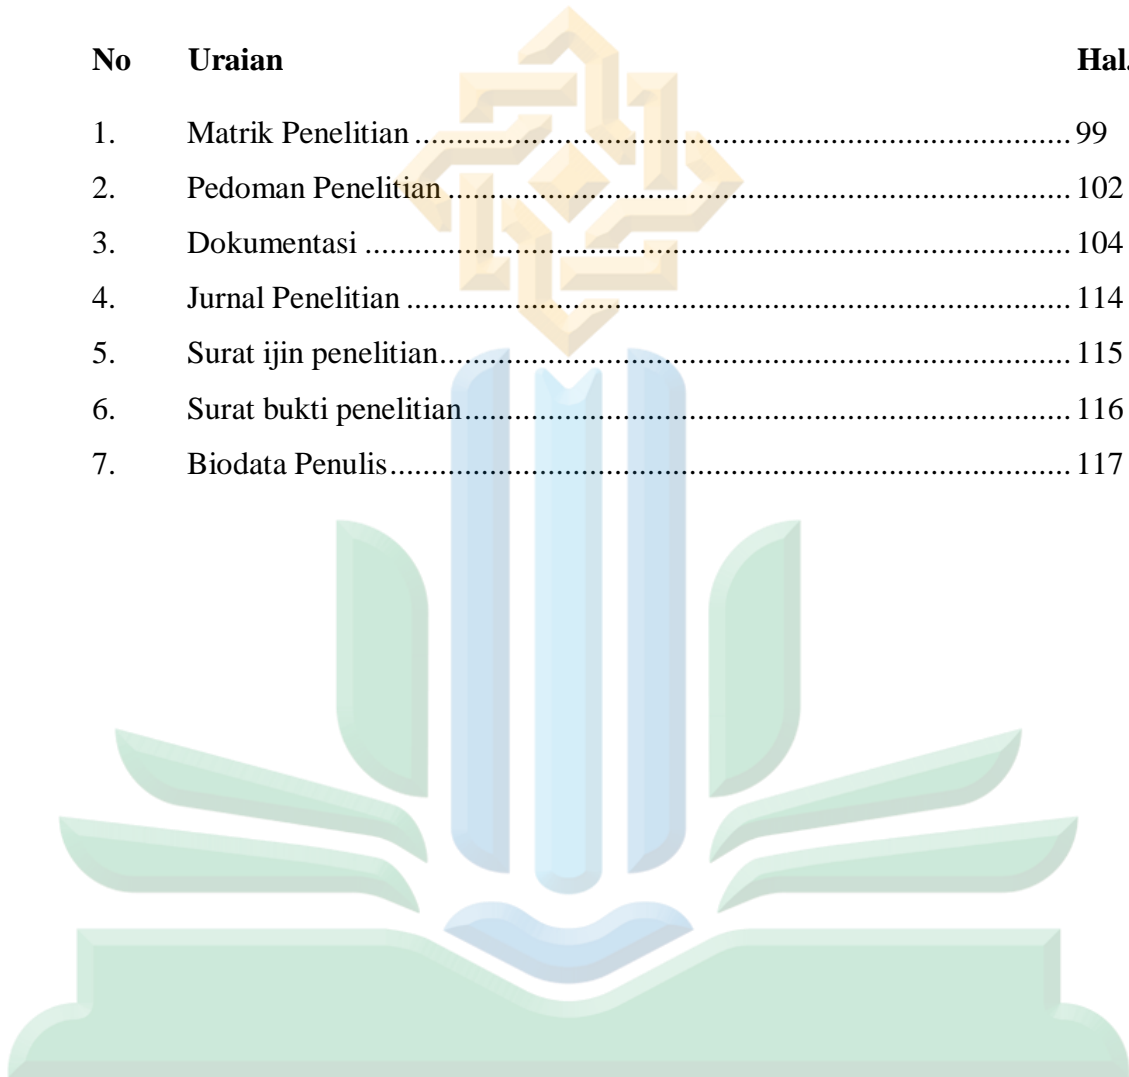 No Uraian Hal.
1. Matrik Penelitian ................................................................................. 99
2. Pedoman Penelitian ............................................................................. 102
3. Dokumentasi ....................................................................................... 104
4. Jurnal Penelitian .................................................................................. 114
5. Surat ijin penelitian.............................................................................. 115
6. Surat bukti penelitian........................................................................... 116
7. Biodata Penulis.................................................................................... 117